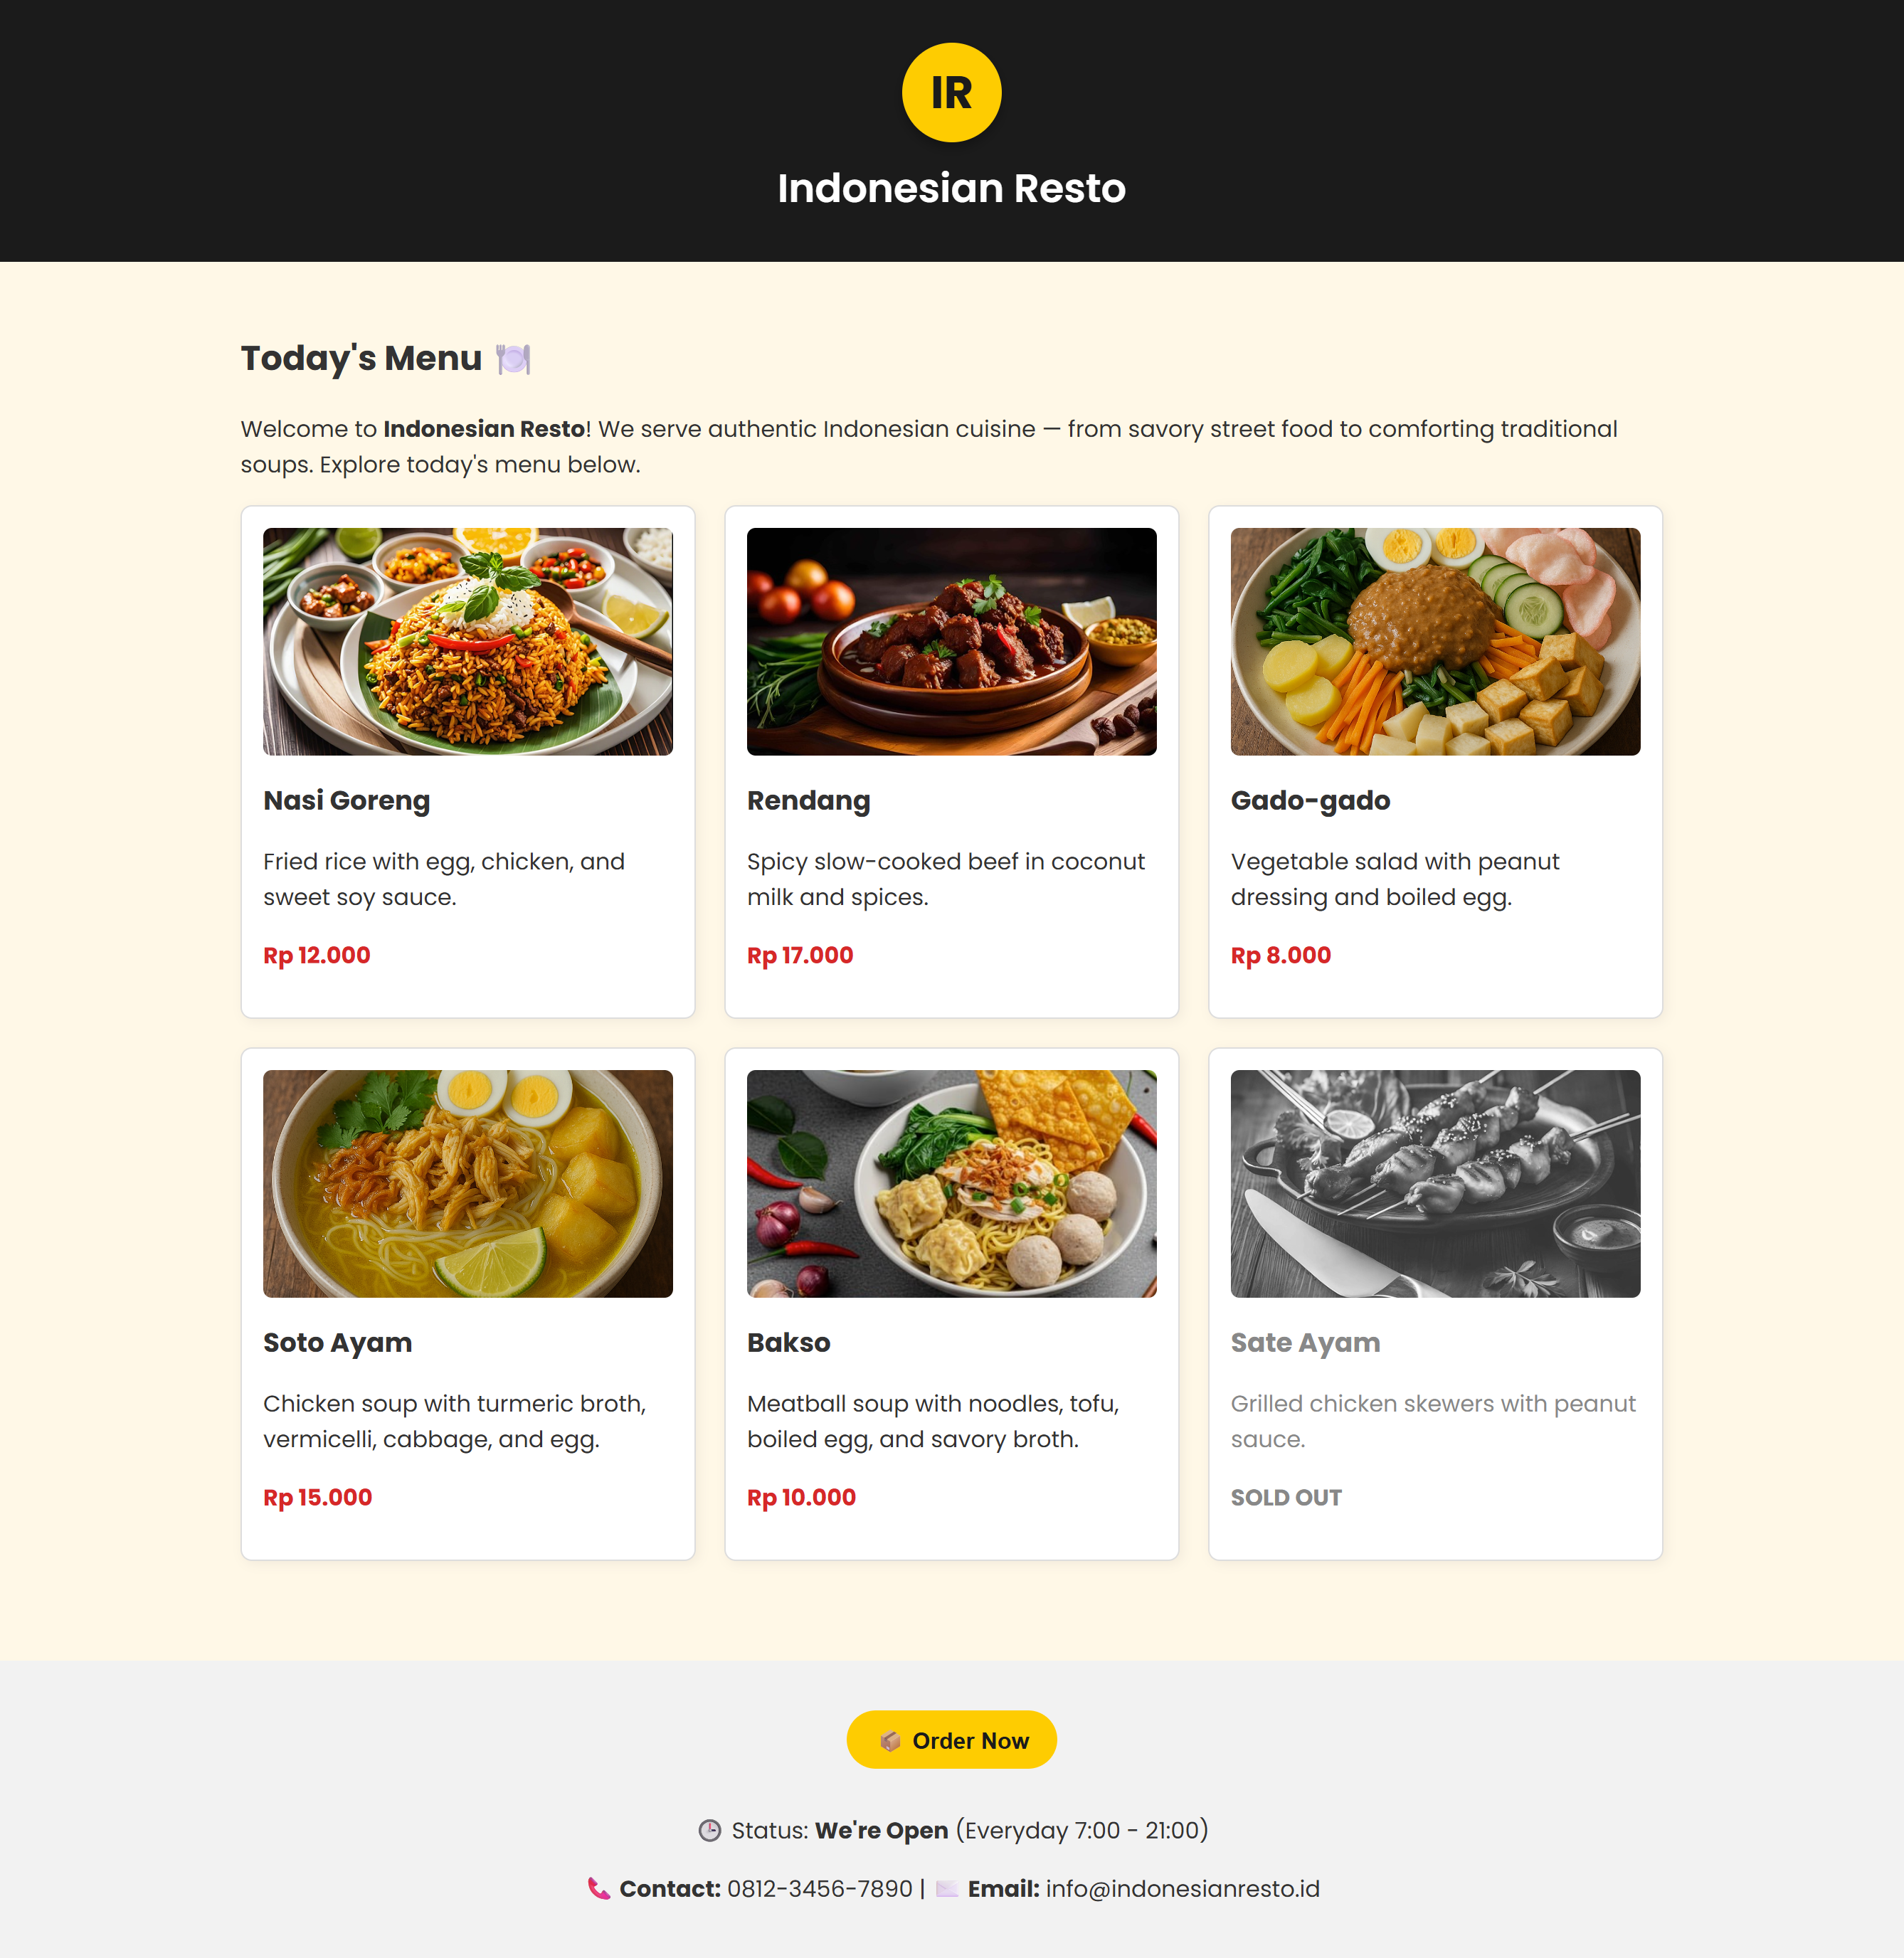 IR
Indonesian Resto
Today's Menu 🍽️
Welcome to Indonesian Resto! We serve authentic Indonesian cuisine — from savory street food to comforting traditional
soups. Explore today's menu below.
Nasi Goreng
Fried rice with egg, chicken, and
sweet soy sauce.
Rp 12.000
Rendang
Spicy slow-cooked beef in coconut
milk and spices.
Rp 17.000
Gado-gado
Vegetable salad with peanut
dressing and boiled egg.
Rp 8.000
Soto Ayam
Chicken soup with turmeric broth,
vermicelli, cabbage, and egg.
Rp 15.000
Bakso
Meatball soup with noodles, tofu,
boiled egg, and savory broth.
Rp 10.000
Sate Ayam
Grilled chicken skewers with peanut
sauce.
SOLD OUT
📦 Order Now
🕒 Status: We're Open (Everyday 7:00 - 21:00)
📞 Contact: 0812-3456-7890 | ✉️ Email: info@indonesianresto.id